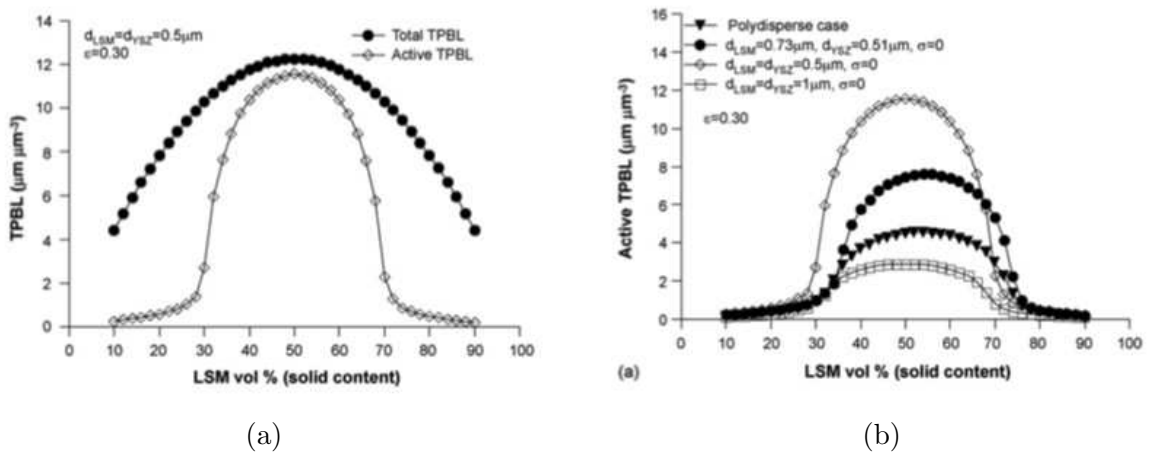 14
12
10
8
6
4
2
0
TPBL (μm μm⁻³)
d_LSM=d_YSZ=0.5μm
ε=0.30
Total TPBL
Active TPBL
0 10 20 30 40 50 60 70 80 90 100
LSM vol % (solid content)
(a)
16
14
12
10
8
6
4
2
0
Active TPBL (μm μm⁻³)
Polydisperse case
d_LSM=0.73μm, d_YSZ=0.51μm, σ=0
d_LSM=d_YSZ=0.5μm, σ=0
d_LSM=d_YSZ=1μm, σ=0
ε=0.30
0 10 20 30 40 50 60 70 80 90 100
(a) LSM vol % (solid content)
(b)